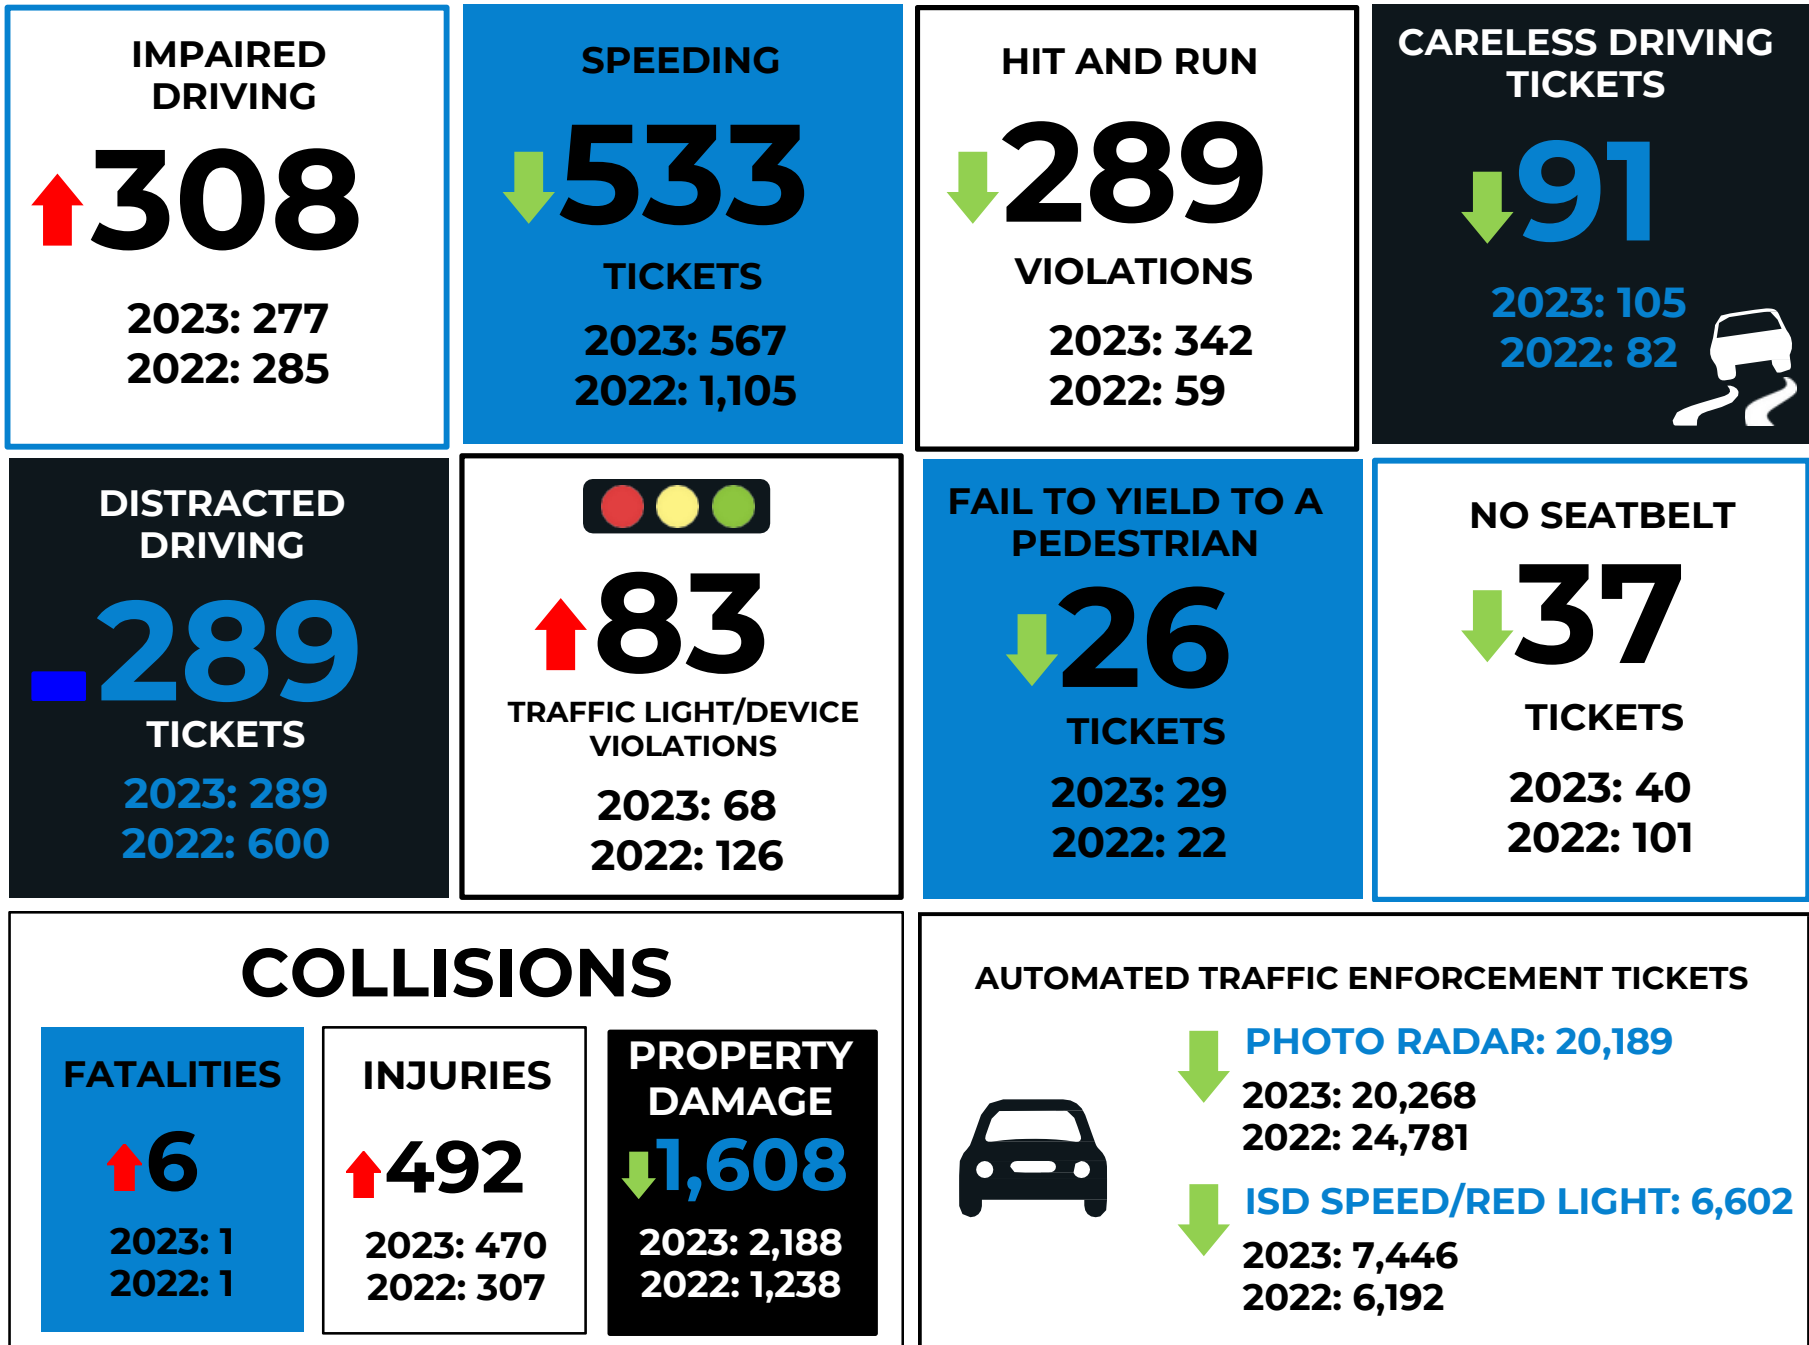 IMPAIRED
DRIVING
308
2023: 277
2022: 285
SPEEDING
533
TICKETS
2023: 567
2022: 1,105
HIT AND RUN
289
VIOLATIONS
2023: 342
2022: 59
CARELESS DRIVING
TICKETS
91
2023: 105
2022: 82
DISTRACTED
DRIVING
289
TICKETS
2023: 289
2022: 600
83
TRAFFIC LIGHT/DEVICE
VIOLATIONS
2023: 68
2022: 126
FAIL TO YIELD TO A
PEDESTRIAN
26
TICKETS
2023: 29
2022: 22
NO SEATBELT
37
TICKETS
2023: 40
2022: 101
COLLISIONS
FATALITIES
6
2023: 1
2022: 1
INJURIES
492
2023: 470
2022: 307
PROPERTY
DAMAGE
1,608
2023: 2,188
2022: 1,238
AUTOMATED TRAFFIC ENFORCEMENT TICKETS
PHOTO RADAR: 20,189
2023: 20,268
2022: 24,781
ISD SPEED/RED LIGHT: 6,602
2023: 7,446
2022: 6,192